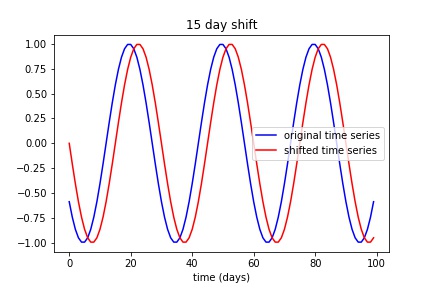 15 day shift
1.00
0.75
0.50
0.25
0.00
−0.25
−0.50
−0.75
−1.00
original time series
shifted time series
0 20 40 60 80 100
time (days)